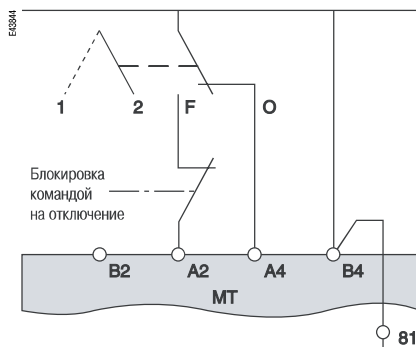 E43844
1 2 F O
Блокировка
командой
на отключение
B2 A2 A4 B4
MT
81